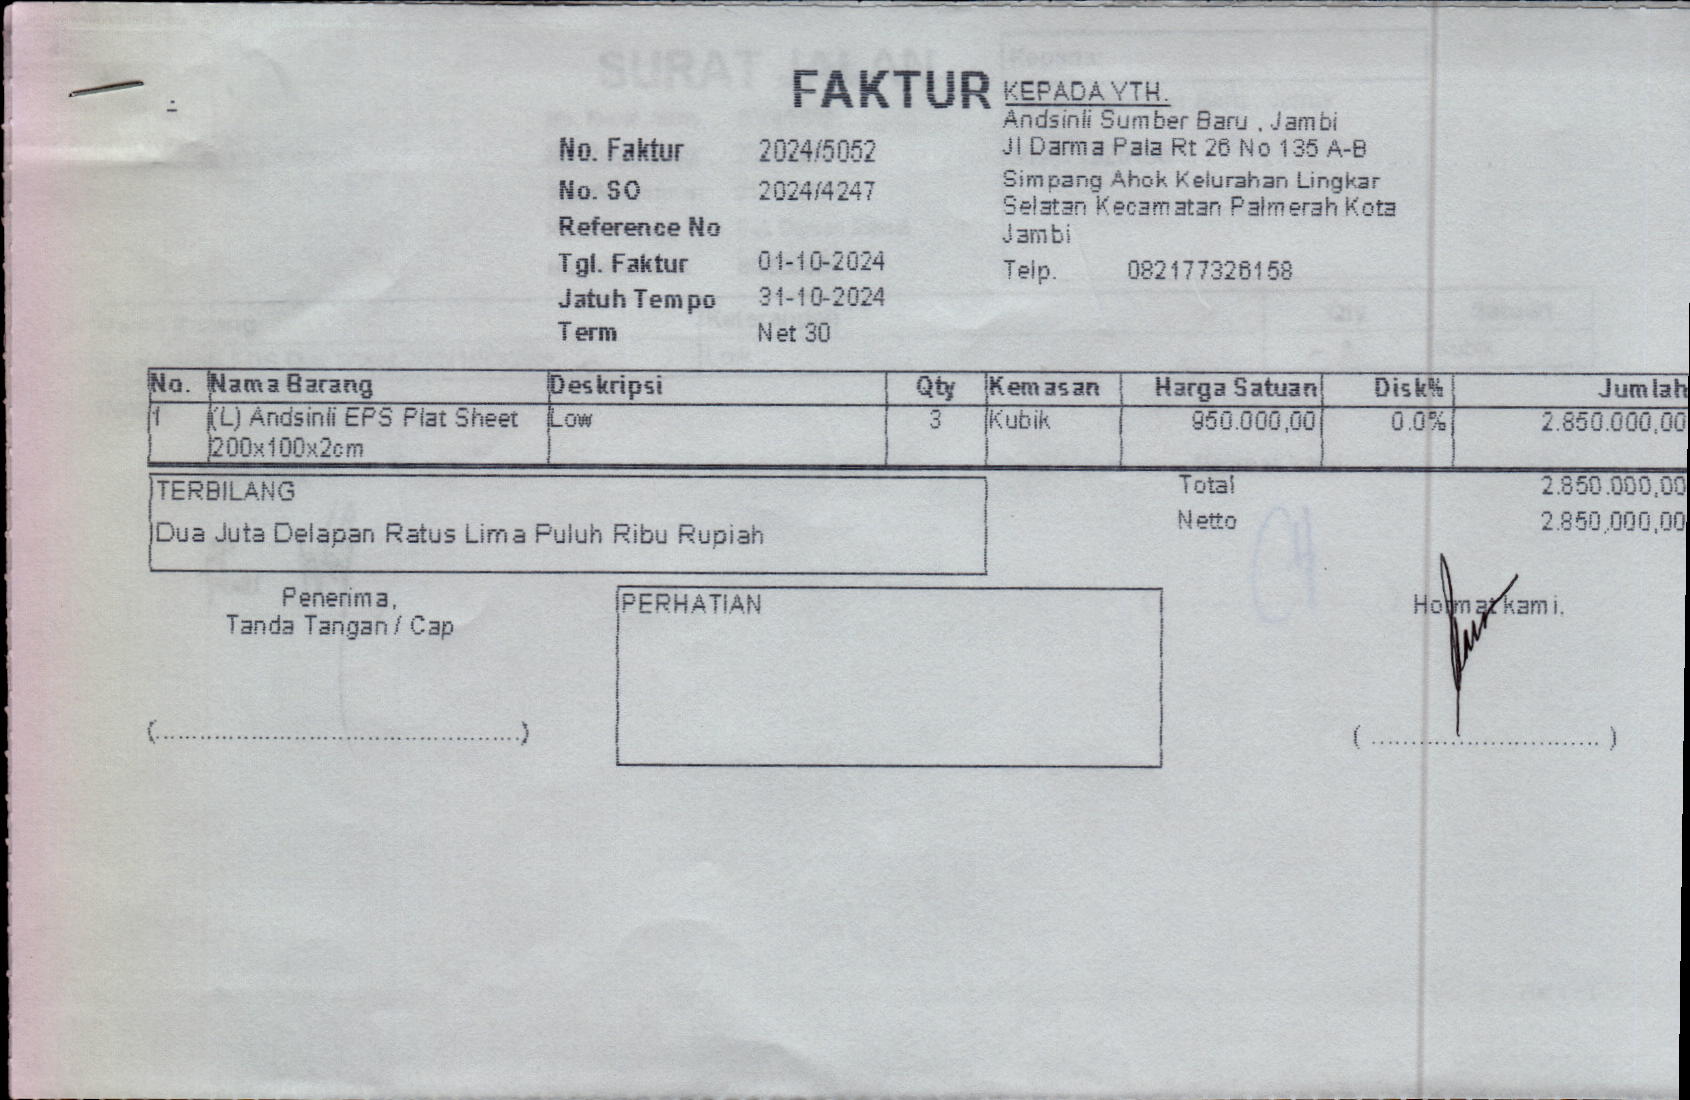 FAKTUR
KEPADA YTH.
Andsinli Sumber Baru , Jambi
Jl Darma Pala Rt 26 No 135 A-B
Simpang Ahok Kelurahan Lingkar
Selatan Kecamatan Palmerah Kota
Jambi
Telp. 082177326158
No. Faktur 2024/5052
No. SO 2024/4247
Reference No
Tgl. Faktur 01-10-2024
Jatuh Tempo 31-10-2024
Term Net 30
No. Nama Barang Deskripsi Qty Kemasan Harga Satuan Disk% Jumlah
1 (L) Andsinli EPS Plat Sheet Low 3 Kubik 950.000,00 0.0% 2.850.000,00
200x100x2cm
TERBILANG
Dua Juta Delapan Ratus Lima Puluh Ribu Rupiah
Total 2.850.000,00
Netto 2.850.000,00
Penerima,
Tanda Tangan / Cap
(................................................)
PERHATIAN
Hormat kami.
( ............................. )
SURAT JALAN
Kepada